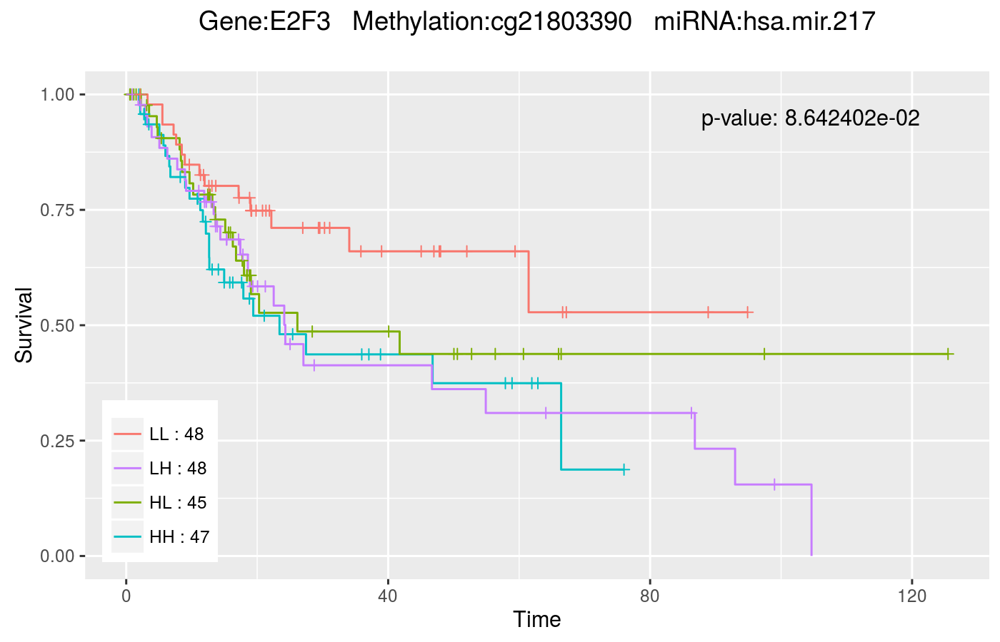 Gene:E2F3   Methylation:cg21803390   miRNA:hsa.mir.217
p-value: 8.642402e-02
Survival
1.00
0.75
0.50
0.25
0.00
LL : 48
LH : 48
HL : 45
HH : 47
0 40 80 120
Time